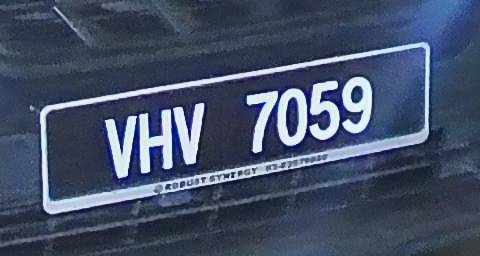 VHV 7059
ROBUST SYNERGY